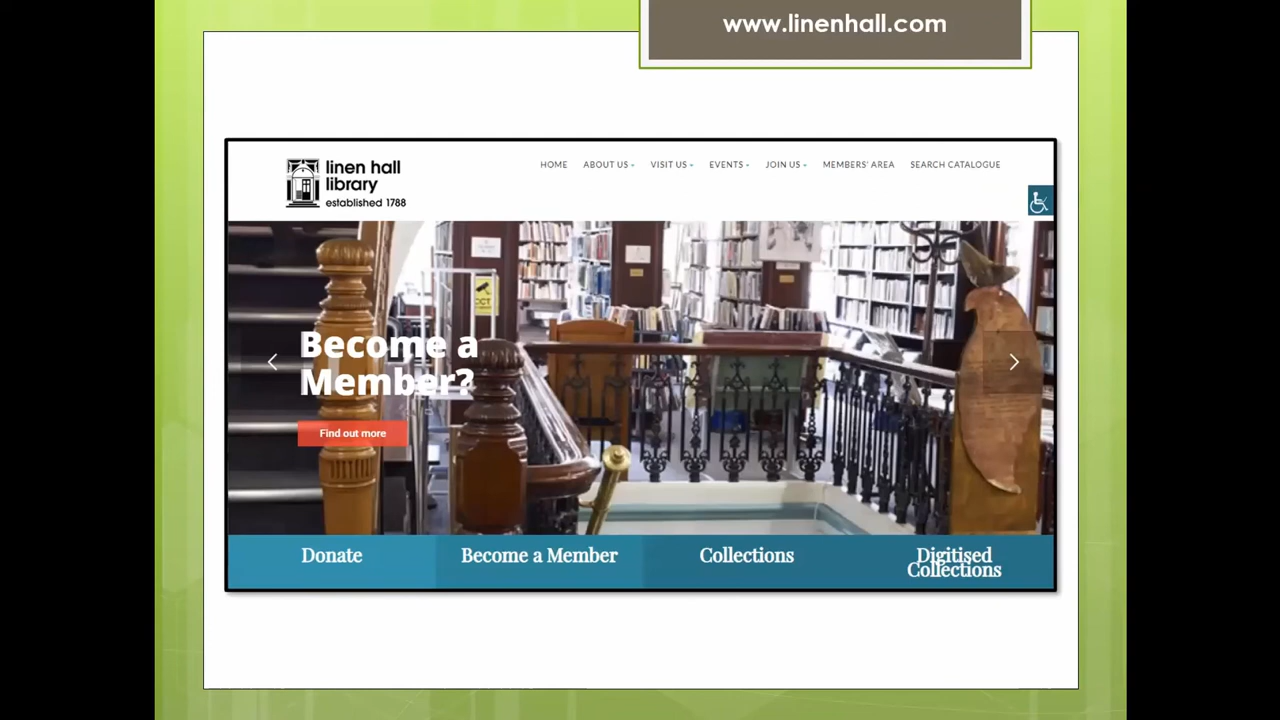 www.linenhall.com
linen hall
library
established 1788
HOME ABOUT US VISIT US EVENTS JOIN US MEMBERS' AREA SEARCH CATALOGUE
CCT
Become a
Member?
Find out more
Donate Become a Member Collections Digitised
Collections